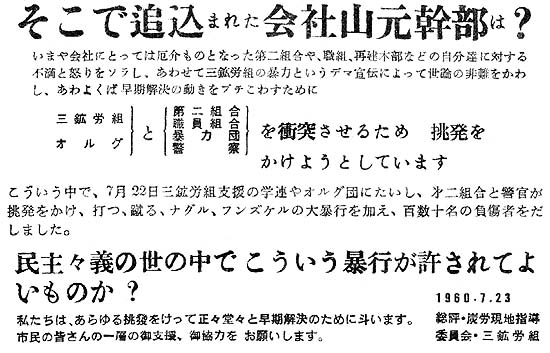 そこで追込まれた会社山元幹部は?
いまや会社にとっては厄介ものとなった第二組合や、職組、再建本部などの自分達に対する
不満と怒りをソラし、あわせて三鉱労組の暴力というデマ宣伝によって世論の非難をかわ
し、あわよくば早期解決の動きをブチこわすために
三鉱労組
オルグ
と
第二組合
職員組合
暴力団
警察
を衝突させるため 挑発を
かけようとしています
こういう中で、7月22日三鉱労組支援の学連やオルグ団にたいし、才二組合と警官が
挑発をかけ、打つ、蹴る、ナグル、フンズケルの大暴行を加え、百数十名の負傷者をだ
しました。
民主々義の世の中でこういう暴行が許されてよ
いものか?
私たちは、あらゆる挑発をけって正々堂々と早期解決のために斗います。
市民の皆さんの一層の御支援、御協力を お願いします。
1960.7.23
総評・炭労現地指導
委員会・三鉱労組